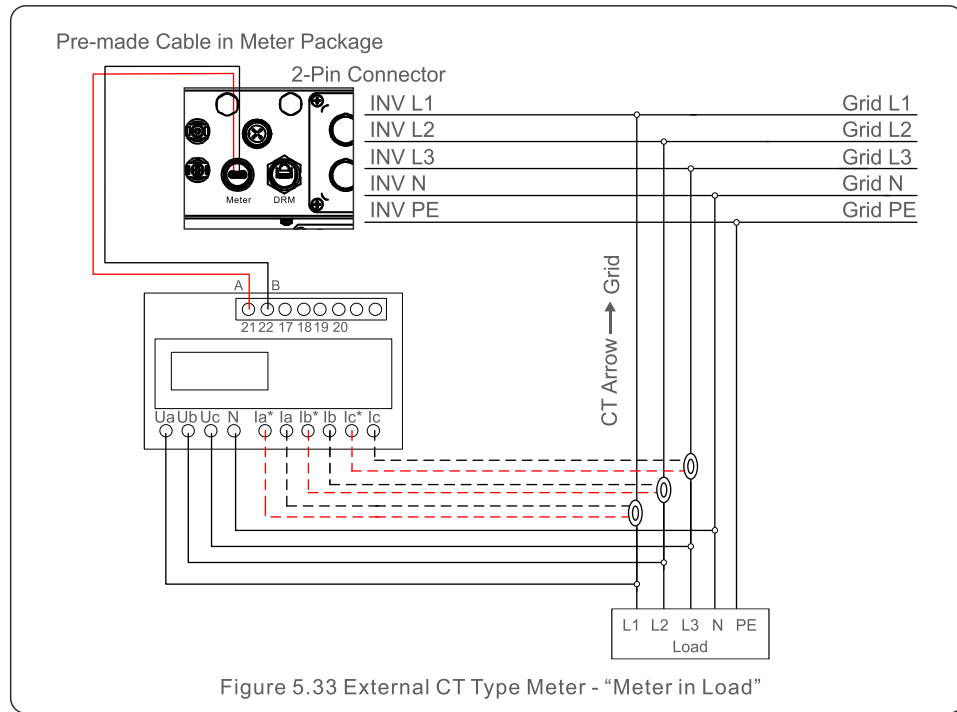 Pre-made Cable in Meter Package
2-Pin Connector
INV L1 Grid L1
INV L2 Grid L2
INV L3 Grid L3
INV N Grid N
INV PE Grid PE
Meter DRM
CT Arrow → Grid
A B
21 22 17 18 19 20
Ua Ub Uc N Ia* Ia Ib* Ib Ic* Ic
L1 L2 L3 N PE
Load
Figure 5.33 External CT Type Meter - “Meter in Load”